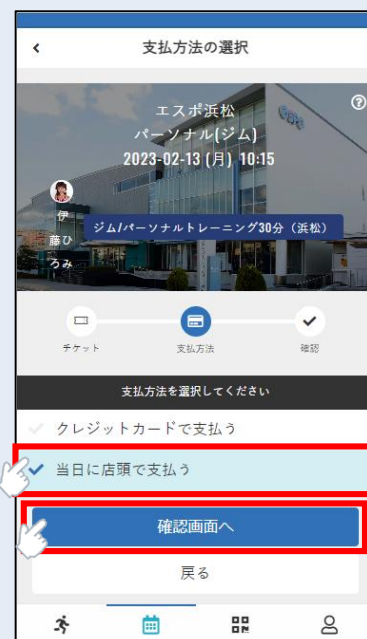 支払方法の選択
エスポ浜松
パーソナル(ジム)
2023-02-13 (月) 10:15
伊
藤ひ
ろみ
ジム/パーソナルトレーニング30分（浜松）
チケット
支払方法
確認
支払方法を選択してください
クレジットカードで支払う
当日に店頭で支払う
確認画面へ
戻る